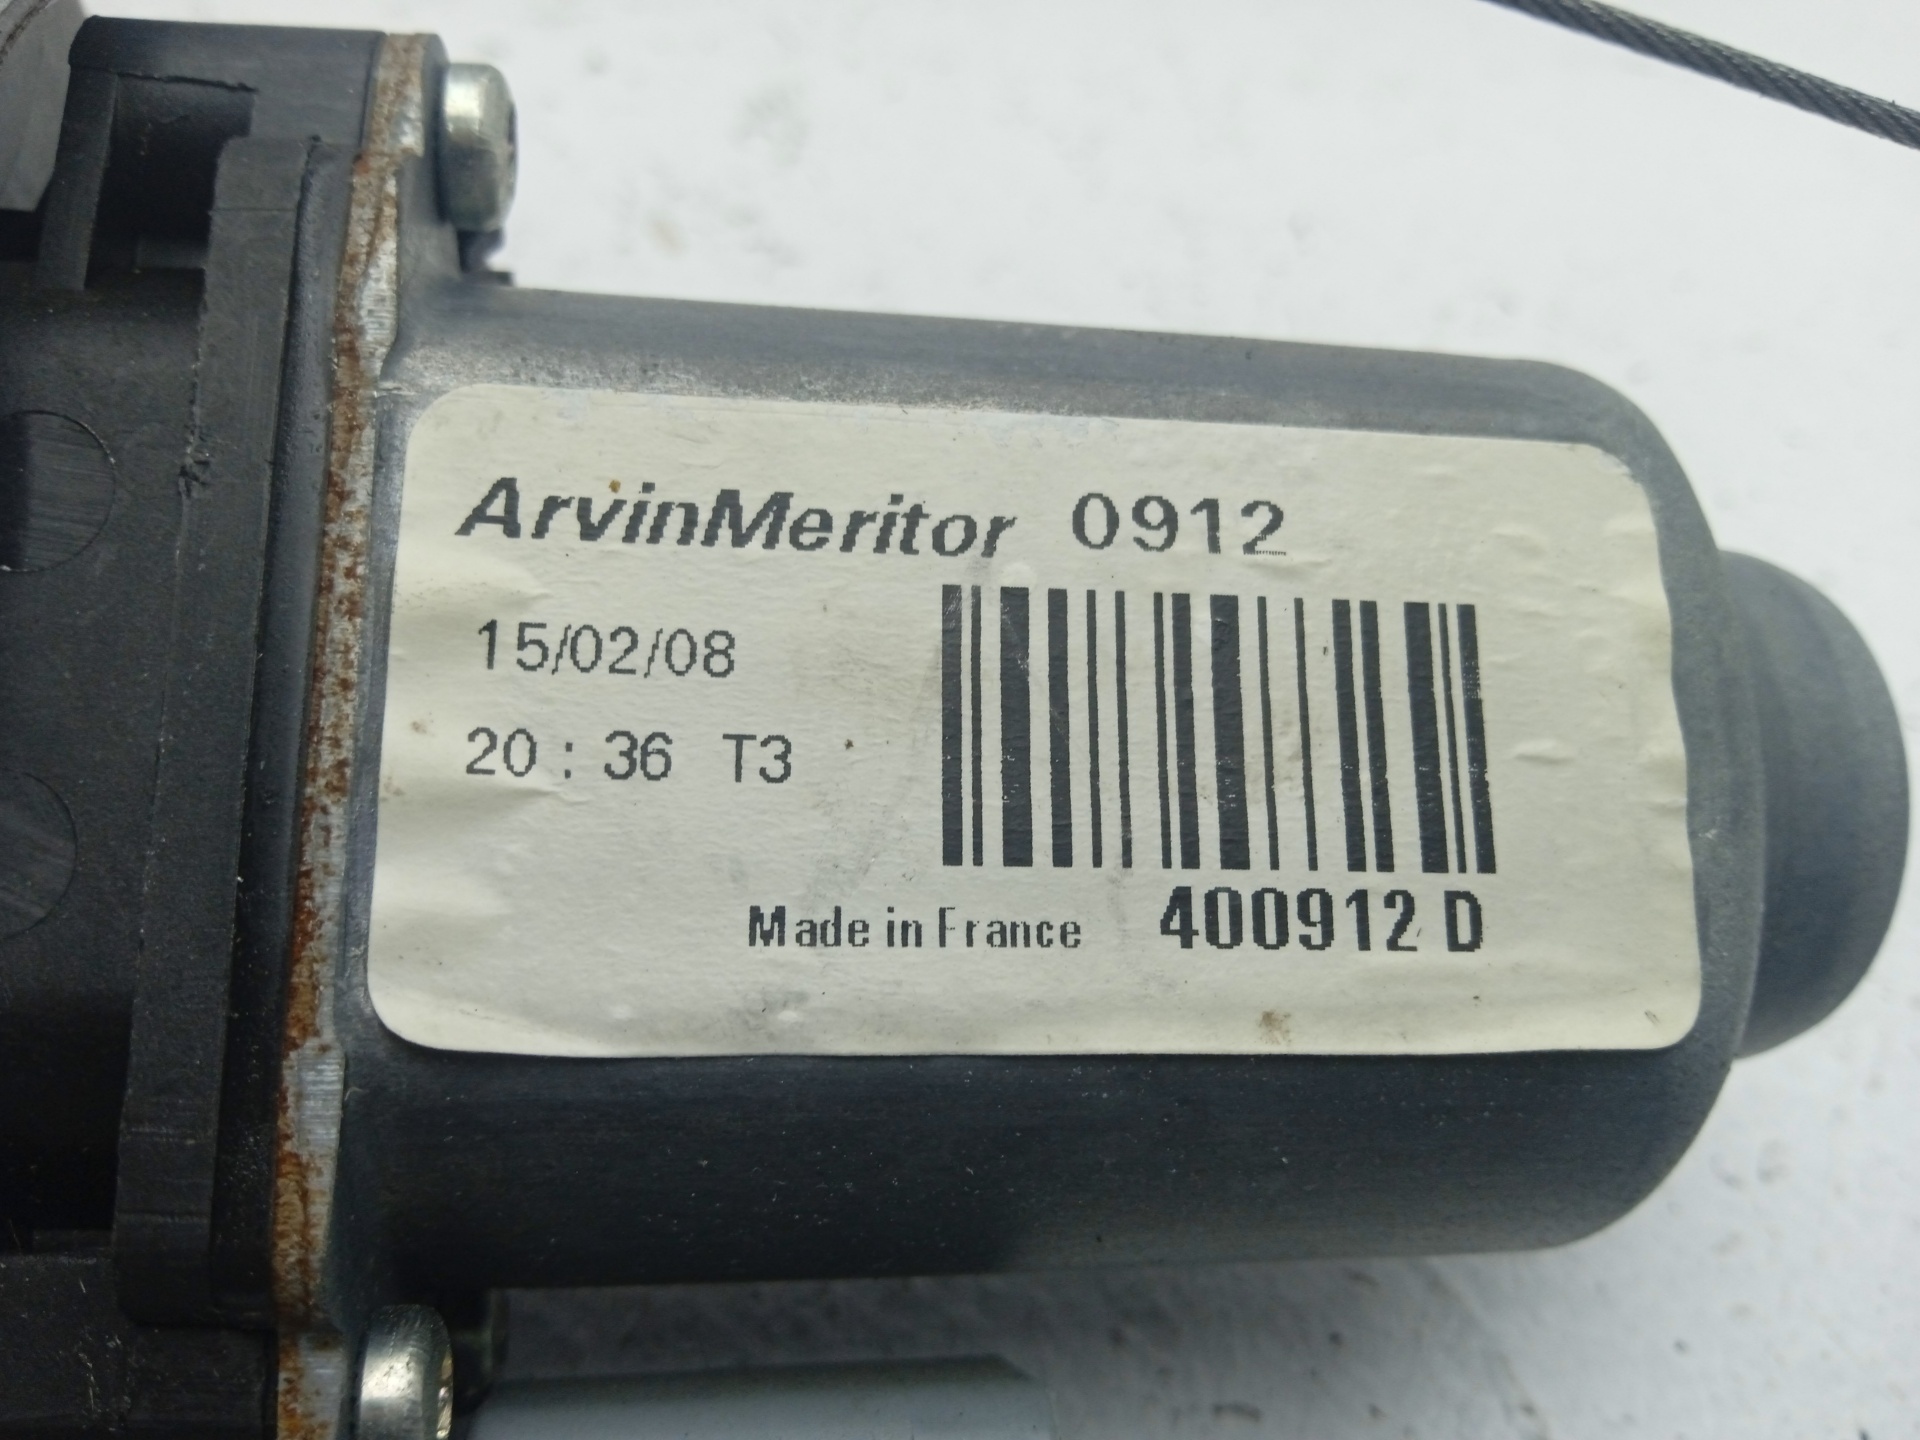 ArvinMeritor 0912
15/02/08
20 : 36 T3
Made in France 400912 D